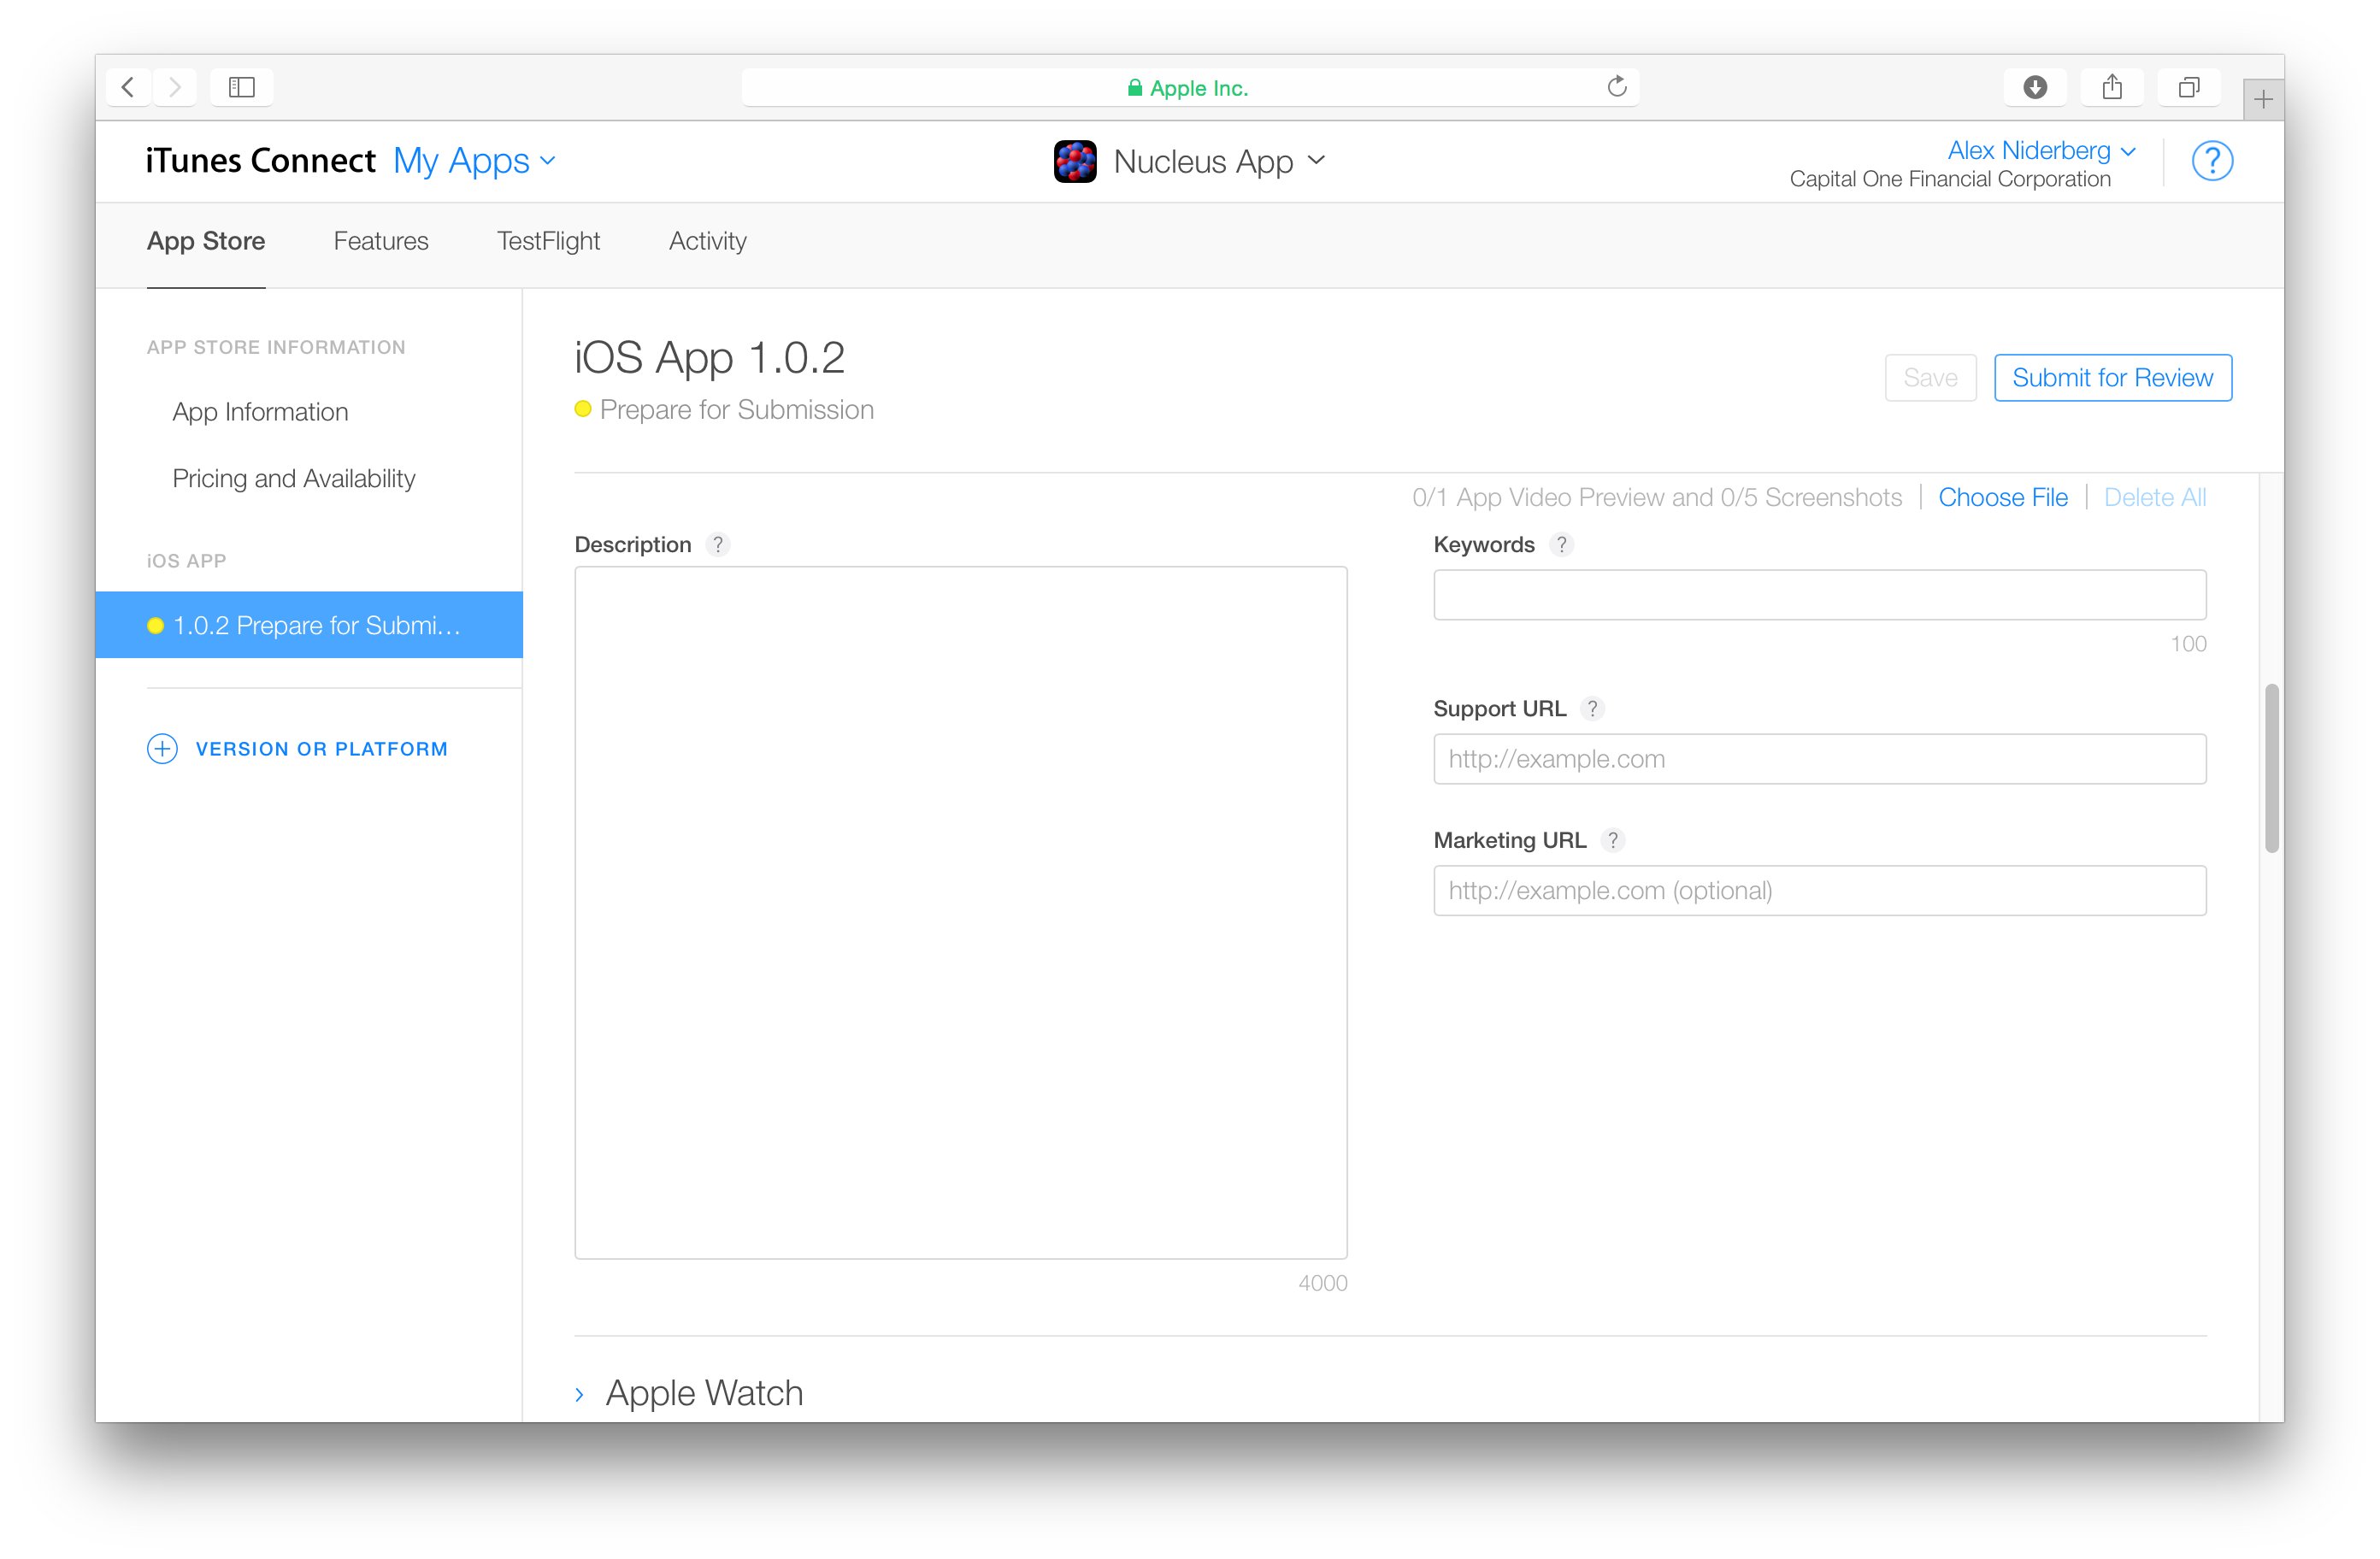 Apple Inc.
iTunes Connect My Apps
Nucleus App
Alex Niderberg
Capital One Financial Corporation
?
App Store Features TestFlight Activity
APP STORE INFORMATION
App Information
Pricing and Availability
iOS APP
1.0.2 Prepare for Submi...
VERSION OR PLATFORM
iOS App 1.0.2
Prepare for Submission
Save
Submit for Review
0/1 App Video Preview and 0/5 Screenshots Choose File Delete All
Description ?
4000
Keywords ?
100
Support URL ?
http://example.com
Marketing URL ?
http://example.com (optional)
Apple Watch